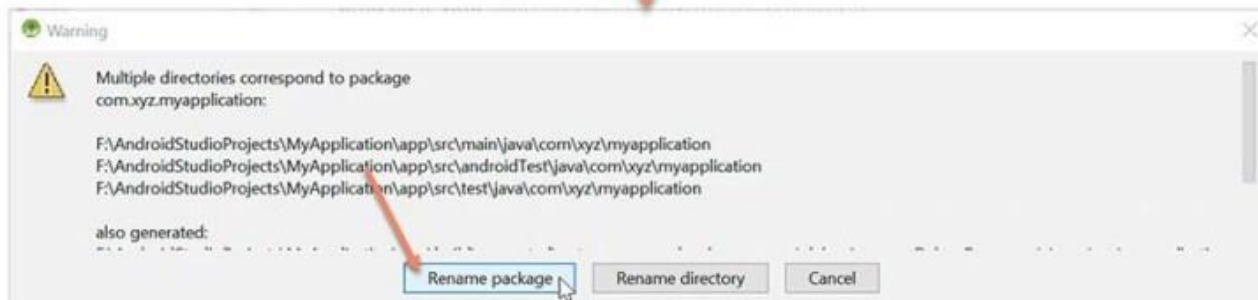 Warning
Multiple directories correspond to package
com.xyz.myapplication:
F:\AndroidStudioProjects\MyApplication\app\src\main\java\com\xyz\myapplication
F:\AndroidStudioProjects\MyApplication\app\src\androidTest\java\com\xyz\myapplication
F:\AndroidStudioProjects\MyApplication\app\src\test\java\com\xyz\myapplication
also generated:
Rename package
Rename directory
Cancel